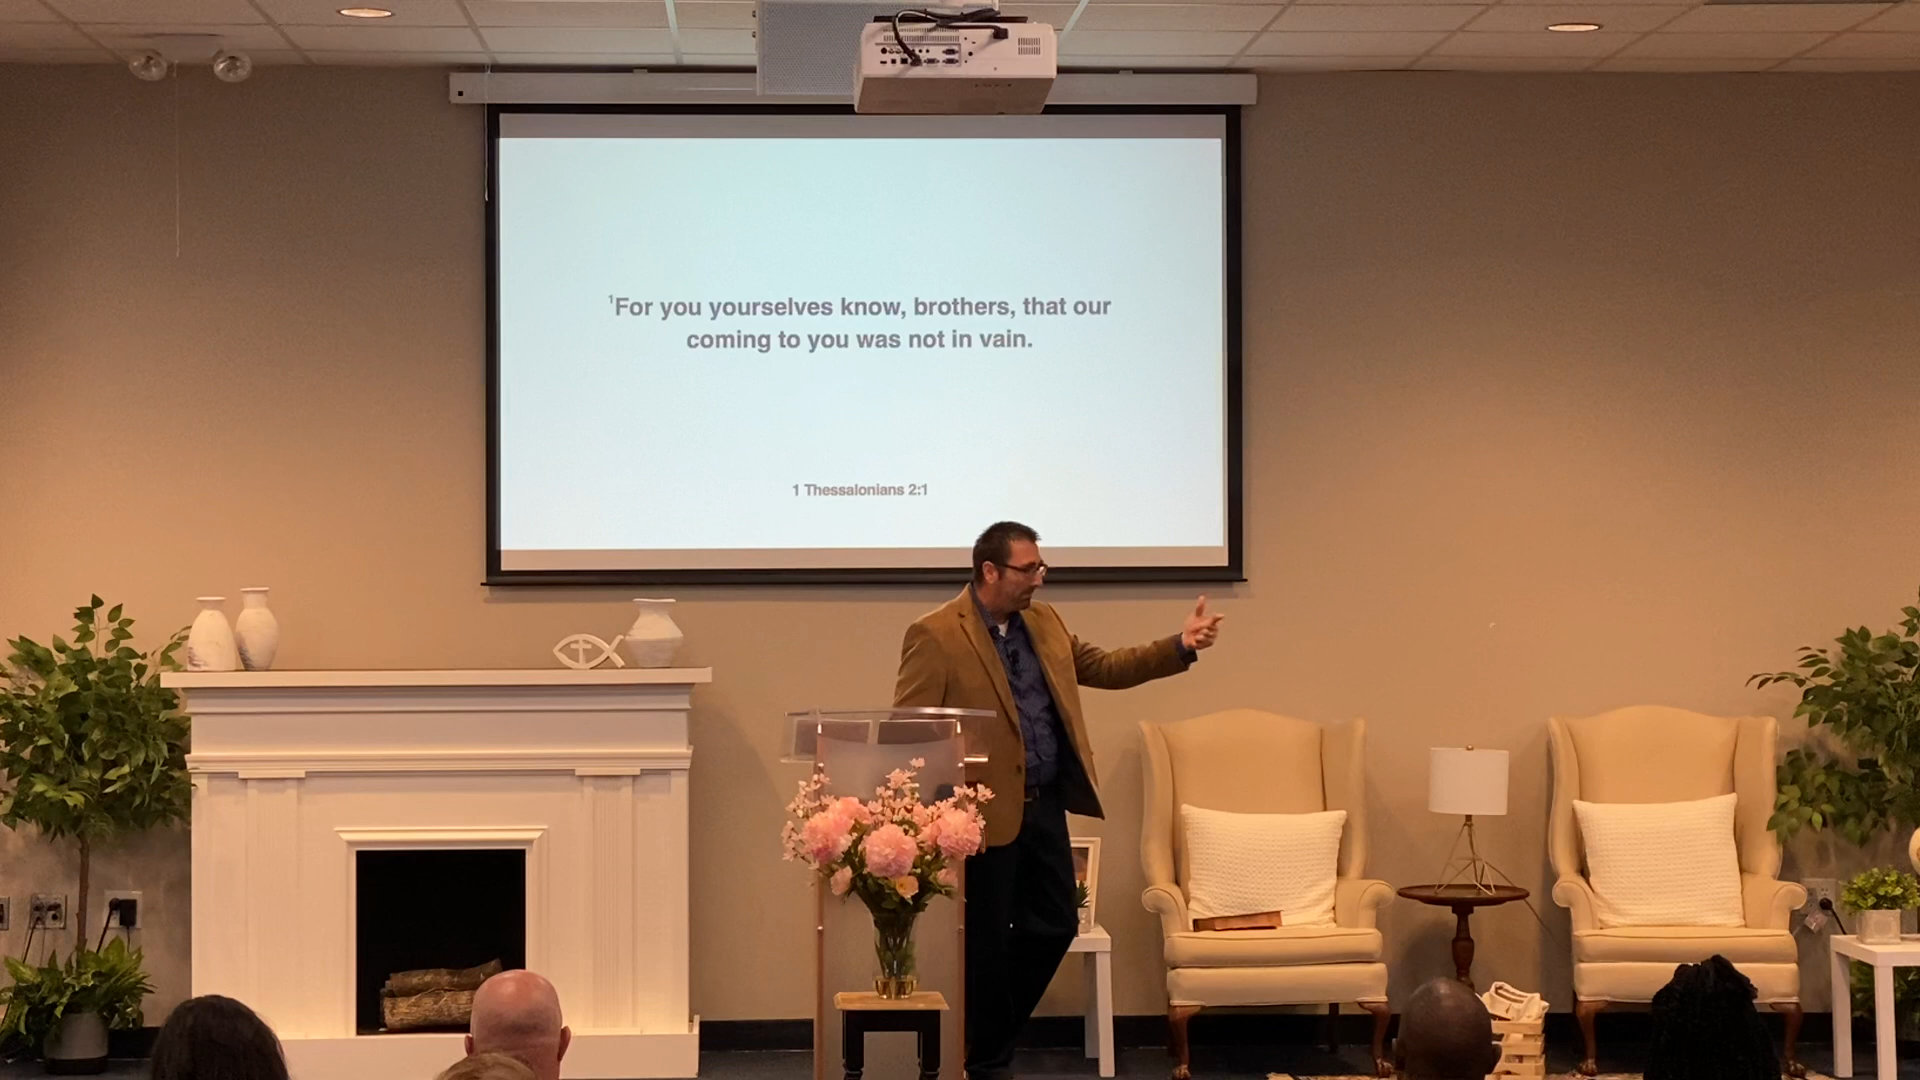 ¹For you yourselves know, brothers, that our
coming to you was not in vain.
1 Thessalonians 2:1